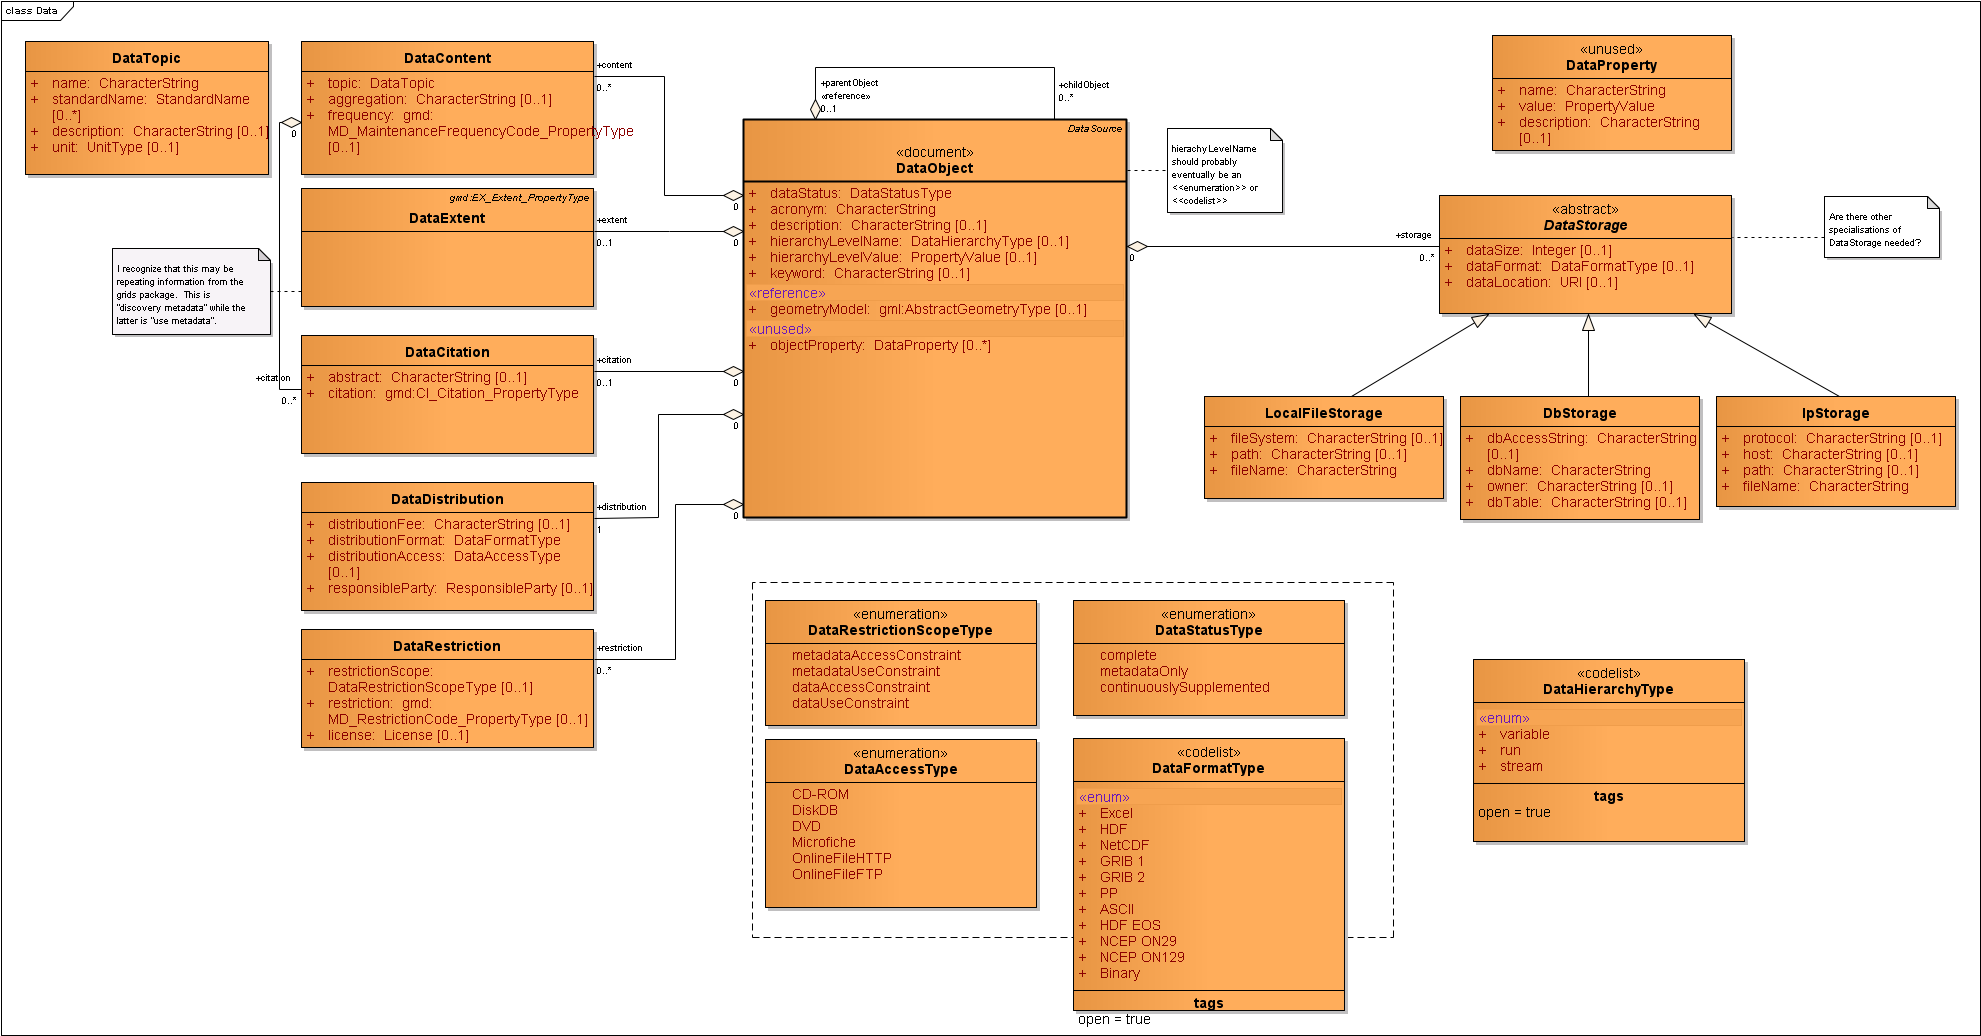 class Data
DataTopic
+ name: CharacterString
+ standardName: StandardName
[0..*]
+ description: CharacterString [0..1]
+ unit: UnitType [0..1]
DataContent
+ topic: DataTopic
+ aggregation: CharacterString [0..1]
+ frequency: gmd:
MD_MaintenanceFrequencyCode_PropertyType
[0..1]
0
+content
0..*
gmd:EX_Extent_PropertyType
DataExtent
+extent
0..1
I recognize that this may be
repeating information from the
grids package. This is
"discovery metadata" while the
latter is "use metadata".
DataCitation
+ abstract: CharacterString [0..1]
+ citation: gmd:CI_Citation_PropertyType
+citation
0..*
+citation
0..1
DataDistribution
+ distributionFee: CharacterString [0..1]
+ distributionFormat: DataFormatType
+ distributionAccess: DataAccessType
[0..1]
+ responsibleParty: ResponsibleParty [0..1]
+distribution
1
DataRestriction
+ restrictionScope:
DataRestrictionScopeType [0..1]
+ restriction: gmd:
MD_RestrictionCode_PropertyType [0..1]
+ license: License [0..1]
+restriction
0..*
+parentObject
«reference»
0..1
+childObject
0..*
DataSource
«document»
DataObject
+ dataStatus: DataStatusType
+ acronym: CharacterString
+ description: CharacterString [0..1]
+ hierarchyLevelName: DataHierarchyType [0..1]
+ hierarchyLevelValue: PropertyValue [0..1]
+ keyword: CharacterString [0..1]
«reference»
+ geometryModel: gml:AbstractGeometryType [0..1]
«unused»
+ objectProperty: DataProperty [0..*]
0
0
0
0
0
0
hierachyLevelName
should probably
eventually be an
<<enumeration>> or
<<codelist>>
«unused»
DataProperty
+ name: CharacterString
+ value: PropertyValue
+ description: CharacterString
[0..1]
+storage
0..*
«abstract»
DataStorage
+ dataSize: Integer [0..1]
+ dataFormat: DataFormatType [0..1]
+ dataLocation: URI [0..1]
Are there other
specialisations of
DataStorage needed?
LocalFileStorage
+ fileSystem: CharacterString [0..1]
+ path: CharacterString [0..1]
+ fileName: CharacterString
DbStorage
+ dbAccessString: CharacterString
[0..1]
+ dbName: CharacterString
+ owner: CharacterString [0..1]
+ dbTable: CharacterString [0..1]
IpStorage
+ protocol: CharacterString [0..1]
+ host: CharacterString [0..1]
+ path: CharacterString [0..1]
+ fileName: CharacterString
«enumeration»
DataRestrictionScopeType
metadataAccessConstraint
metadataUseConstraint
dataAccessConstraint
dataUseConstraint
«enumeration»
DataStatusType
complete
metadataOnly
continuouslySupplemented
«enumeration»
DataAccessType
CD-ROM
DiskDB
DVD
Microfiche
OnlineFileHTTP
OnlineFileFTP
«codelist»
DataFormatType
«enum»
+ Excel
+ HDF
+ NetCDF
+ GRIB 1
+ GRIB 2
+ PP
+ ASCII
+ HDF EOS
+ NCEP ON29
+ NCEP ON129
+ Binary
tags
open = true
«codelist»
DataHierarchyType
«enum»
+ variable
+ run
+ stream
tags
open = true